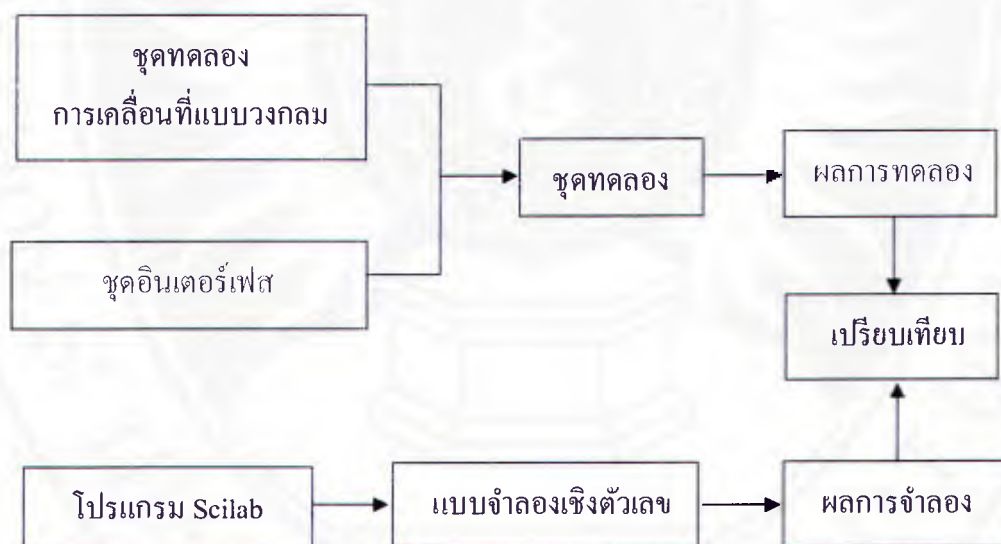 ชุดทดลอง
การเคลื่อนที่แบบวงกลม
ชุดทดลอง
ผลการทดลอง
ชุดอินเตอร์เฟส
เปรียบเทียบ
โปรแกรม Scilab
แบบจำลองเชิงตัวเลข
ผลการจำลอง